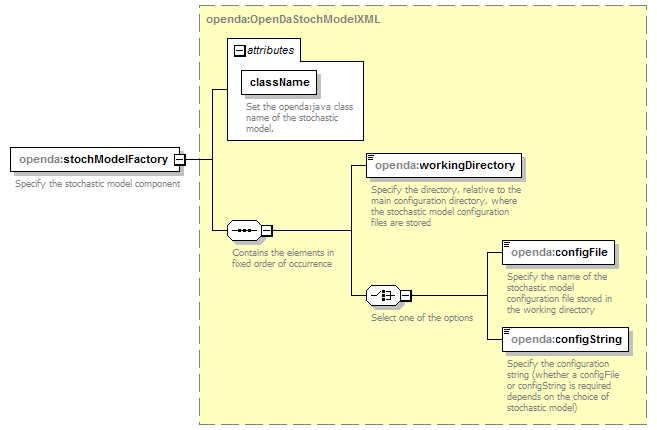 openda:OpenDaStochModelXML
attributes
className
Set the openda:java class
name of the stochastic
model.
openda:stochModelFactory
Specify the stochastic model component
openda:workingDirectory
Specify the directory, relative to the
main configuration directory, where
the stochastic model configuration
files are stored
Contains the elements in
fixed order of occurrence
openda:configFile
Specify the name of the
stochastic model
configuration file stored in
the working directory
Select one of the options
openda:configString
Specify the configuration
string (whether a configFile
or configString is required
depends on the choice of
stochastic model)